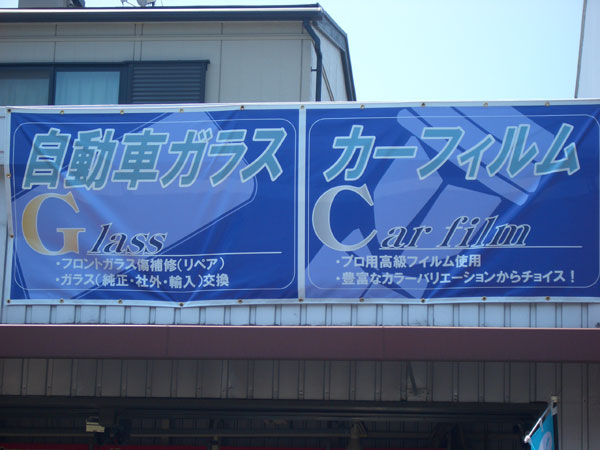 自動車ガラス
Glass
・フロントガラス傷補修(リペア)
・ガラス(純正・社外・輸入)交換
カーフィルム
Car film
・プロ用高級フィルム使用
・豊富なカラーバリエーションからチョイス!